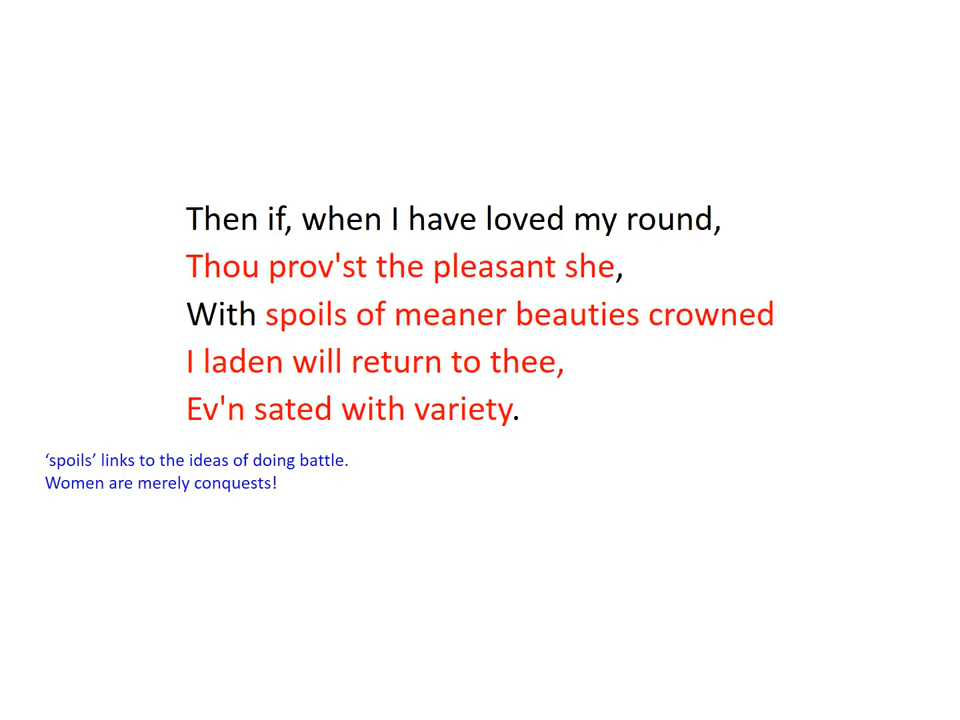 Then if, when I have loved my round,
Thou prov'st the pleasant she,
With spoils of meaner beauties crowned
I laden will return to thee,
Ev'n sated with variety.
‘spoils’ links to the ideas of doing battle.
Women are merely conquests!